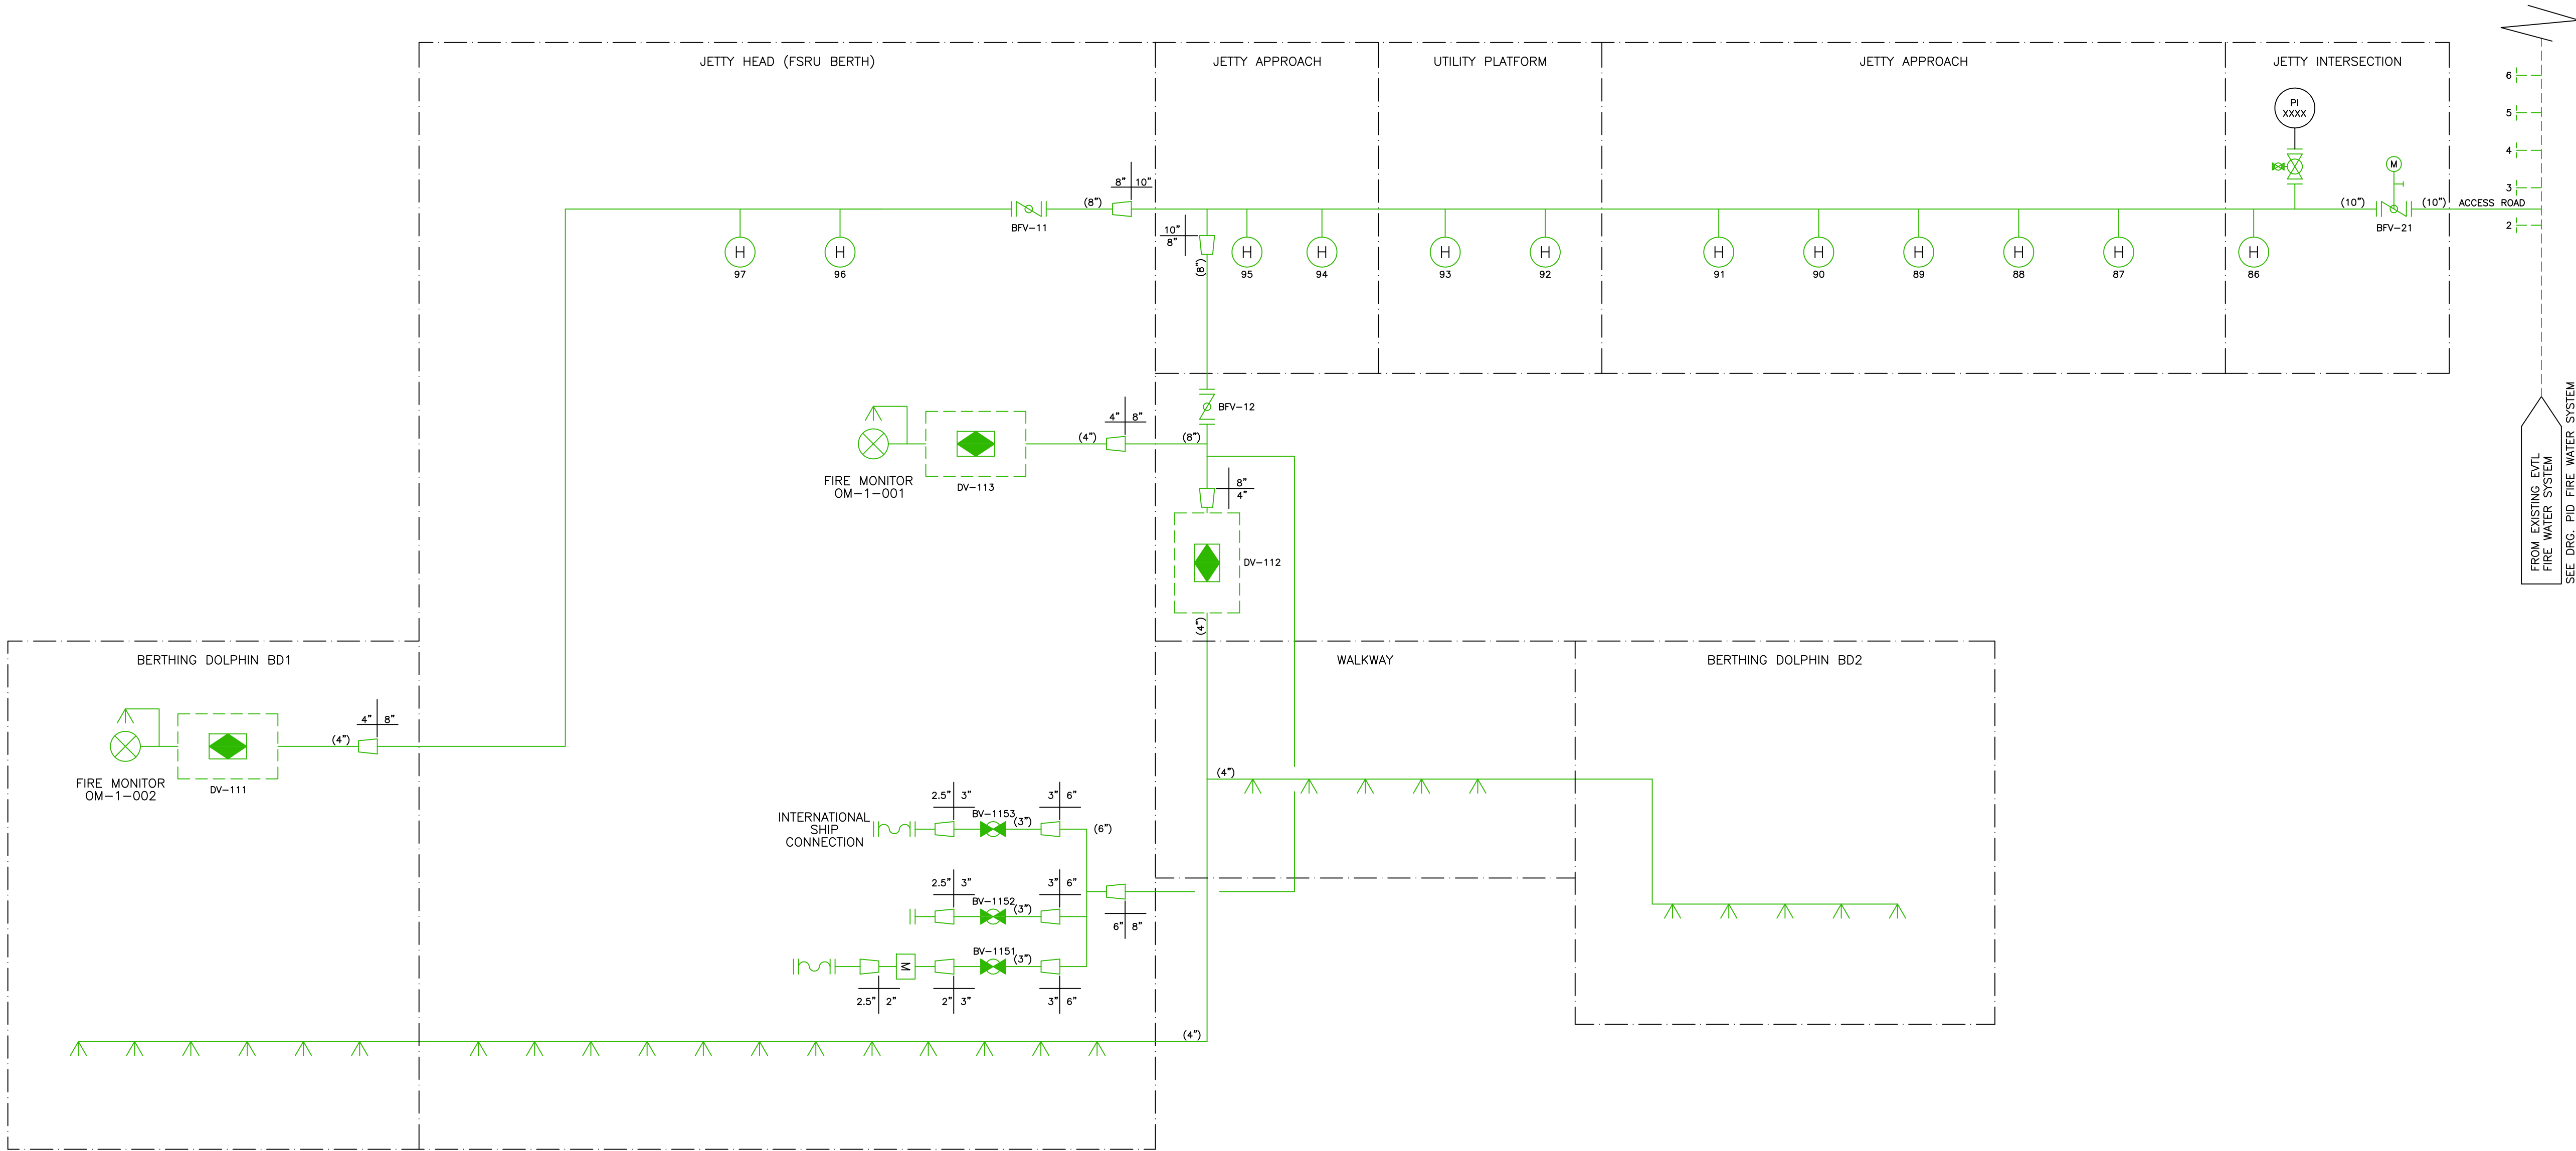 JETTY HEAD (FSRU BERTH)
JETTY APPROACH
UTILITY PLATFORM
JETTY APPROACH
JETTY INTERSECTION
6
5
4
3
2
PI
XXXX
M
8" 10"
(8")
BFV-11
10"
8"
(8")
(10")
(10")
ACCESS ROAD
BFV-21
H
97
H
96
H
95
H
94
H
93
H
92
H
91
H
90
H
89
H
88
H
87
H
86
BFV-12
4" 8"
(4")
(8")
FIRE MONITOR
OM-1-001
DV-113
8"
4"
DV-112
(4")
FROM EXISTING EVTL
FIRE WATER SYSTEM
SEE DRG. PID FIRE WATER SYSTEM
BERTHING DOLPHIN BD1
WALKWAY
BERTHING DOLPHIN BD2
4" 8"
(4")
FIRE MONITOR
OM-1-002
DV-111
(4")
2.5" 3"
3" 6"
BV-1153
(3")
(6")
INTERNATIONAL
SHIP
CONNECTION
2.5" 3"
3" 6"
BV-1152
(3")
6" 8"
BV-1151
(3")
M
2.5" 2"
2" 3"
3" 6"
(4")